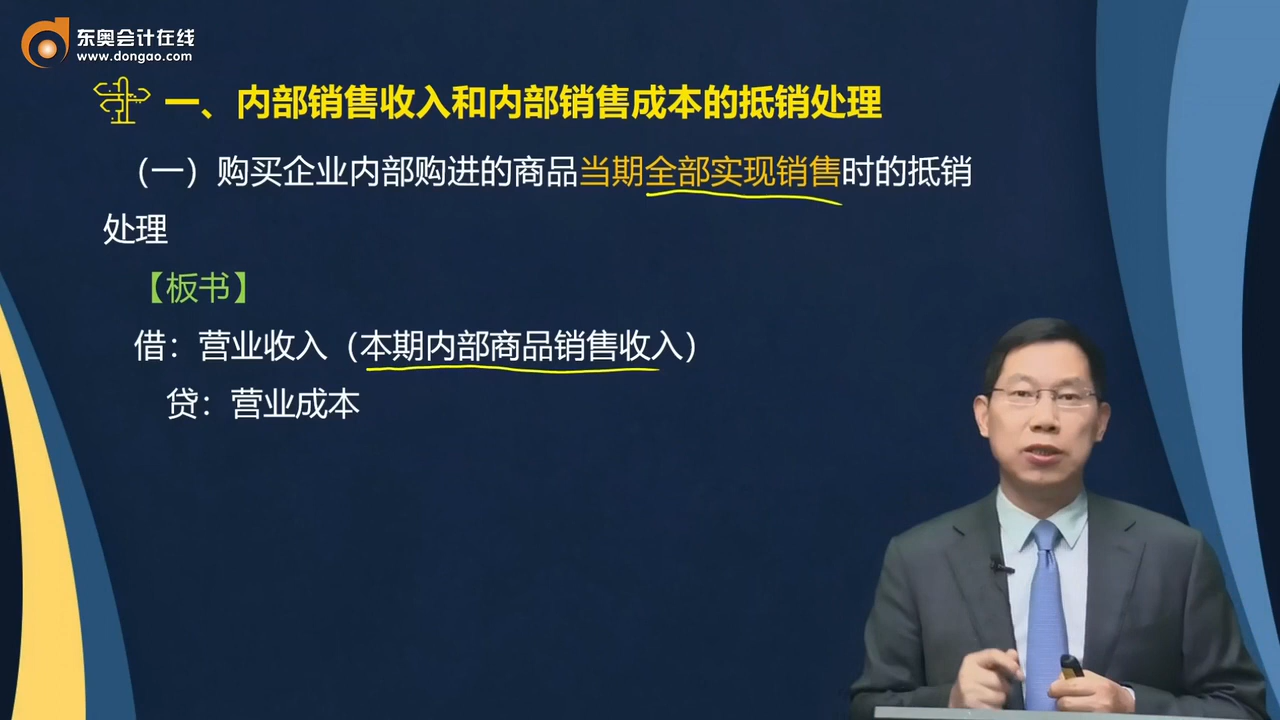 东奥会计在线
www.dongao.com
一、内部销售收入和内部销售成本的抵销处理
（一）购买企业内部购进的商品当期全部实现销售时的抵销
处理
【板书】
借：营业收入（本期内部商品销售收入）
贷：营业成本